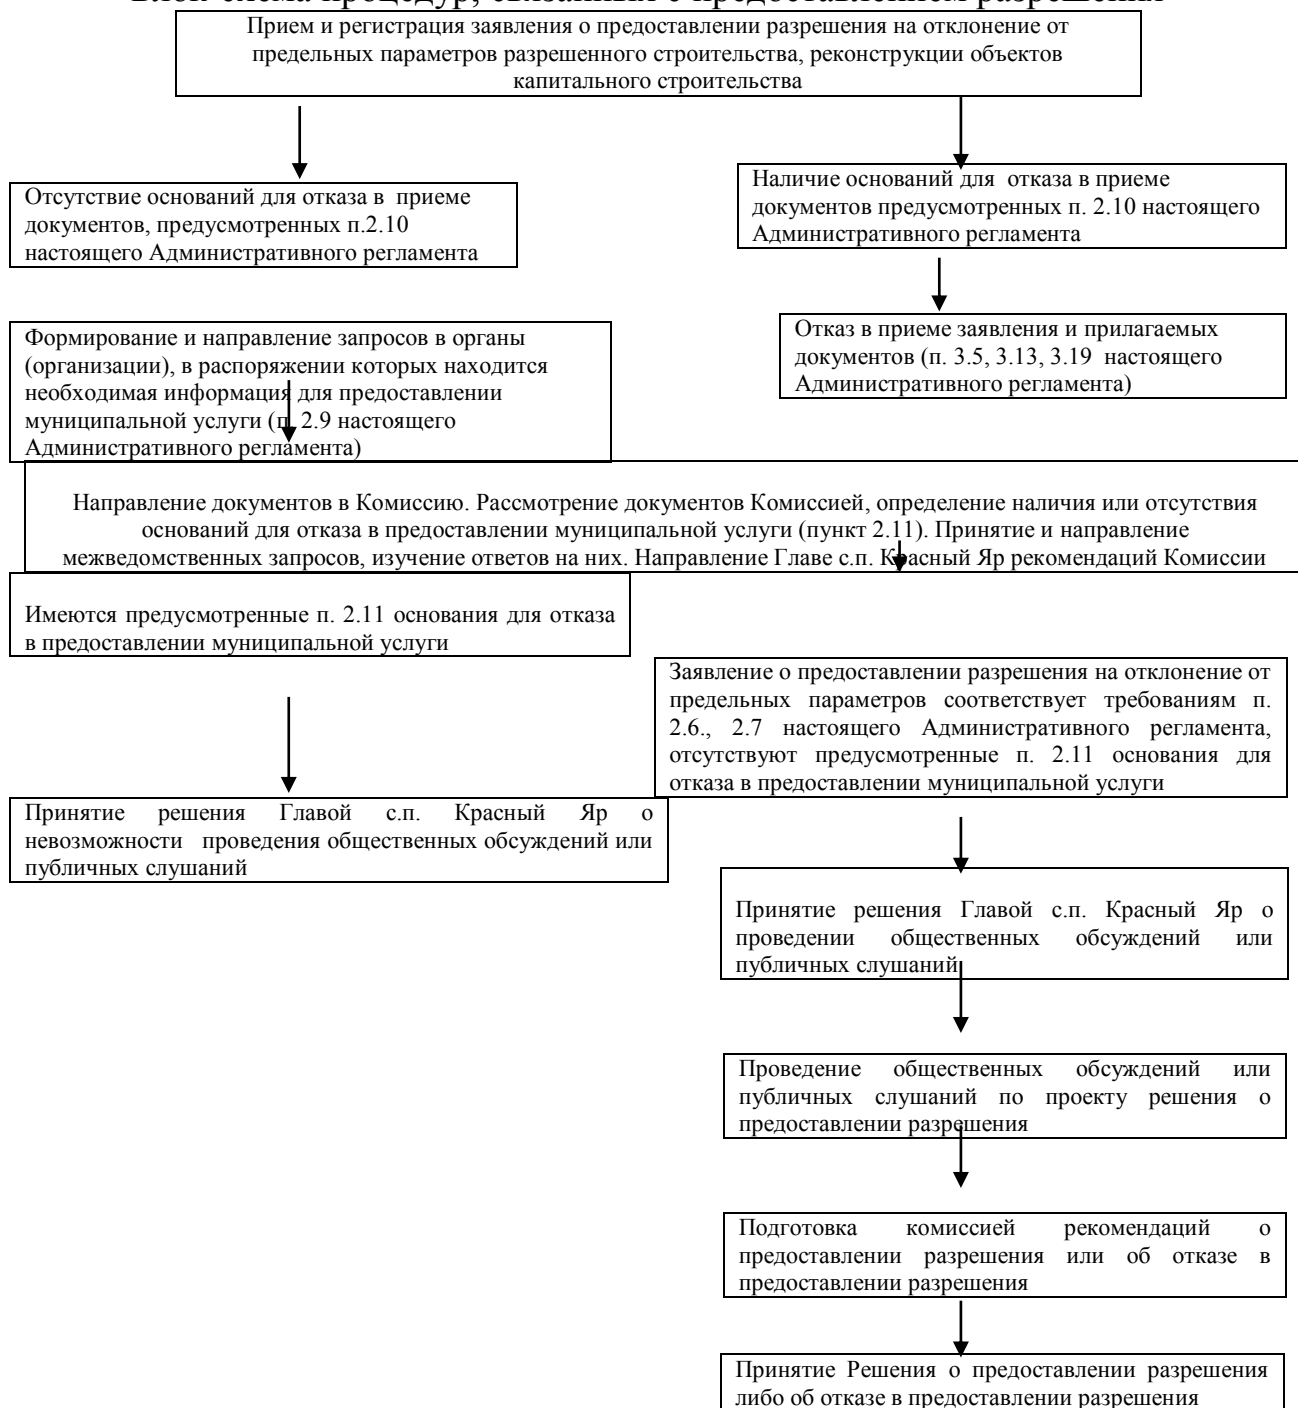 Блок-схема процедур, связанных с предоставлением разрешения
Прием и регистрация заявления о предоставлении разрешения на отклонение от
предельных параметров разрешенного строительства, реконструкции объектов
капитального строительства
Отсутствие оснований для отказа в приеме
документов, предусмотренных п.2.10
настоящего Административного регламента
Наличие оснований для отказа в приеме
документов предусмотренных п. 2.10 настоящего
Административного регламента
Формирование и направление запросов в органы
(организации), в распоряжении которых находится
необходимая информация для предоставлении
муниципальной услуги (п. 2.9 настоящего
Административного регламента)
Отказ в приеме заявления и прилагаемых
документов (п. 3.5, 3.13, 3.19 настоящего
Административного регламента)
Направление документов в Комиссию. Рассмотрение документов Комиссией, определение наличия или отсутствия
оснований для отказа в предоставлении муниципальной услуги (пункт 2.11). Принятие и направление
межведомственных запросов, изучение ответов на них. Направление Главе с.п. Красный Яр рекомендаций Комиссии
Имеются предусмотренные п. 2.11 основания для отказа
в предоставлении муниципальной услуги
Заявление о предоставлении разрешения на отклонение от
предельных параметров соответствует требованиям п.
2.6., 2.7 настоящего Административного регламента,
отсутствуют предусмотренные п. 2.11 основания для
отказа в предоставлении муниципальной услуги
Принятие решения Главой с.п. Красный Яр о
невозможности проведения общественных обсуждений или
публичных слушаний
Принятие решения Главой с.п. Красный Яр о
проведении общественных обсуждений или
публичных слушаний
Проведение общественных обсуждений или
публичных слушаний по проекту решения о
предоставлении разрешения
Подготовка комиссией рекомендаций о
предоставлении разрешения или об отказе в
предоставлении разрешения
Принятие Решения о предоставлении разрешения
либо об отказе в предоставлении разрешения